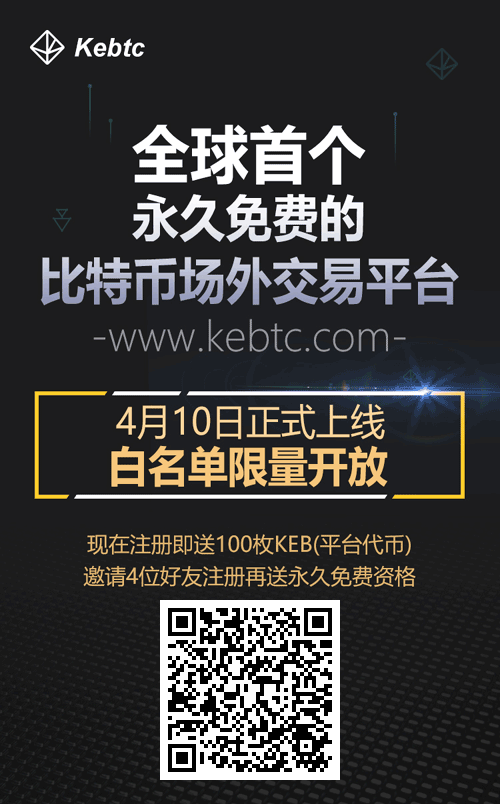 Kebtc
全球首个
永久免费的
比特币场外交易平台
-www.kebtc.com-
4月10日正式上线
白名单限量开放
现在注册即送100枚KEB(平台代币)
邀请4位好友注册再送永久免费资格